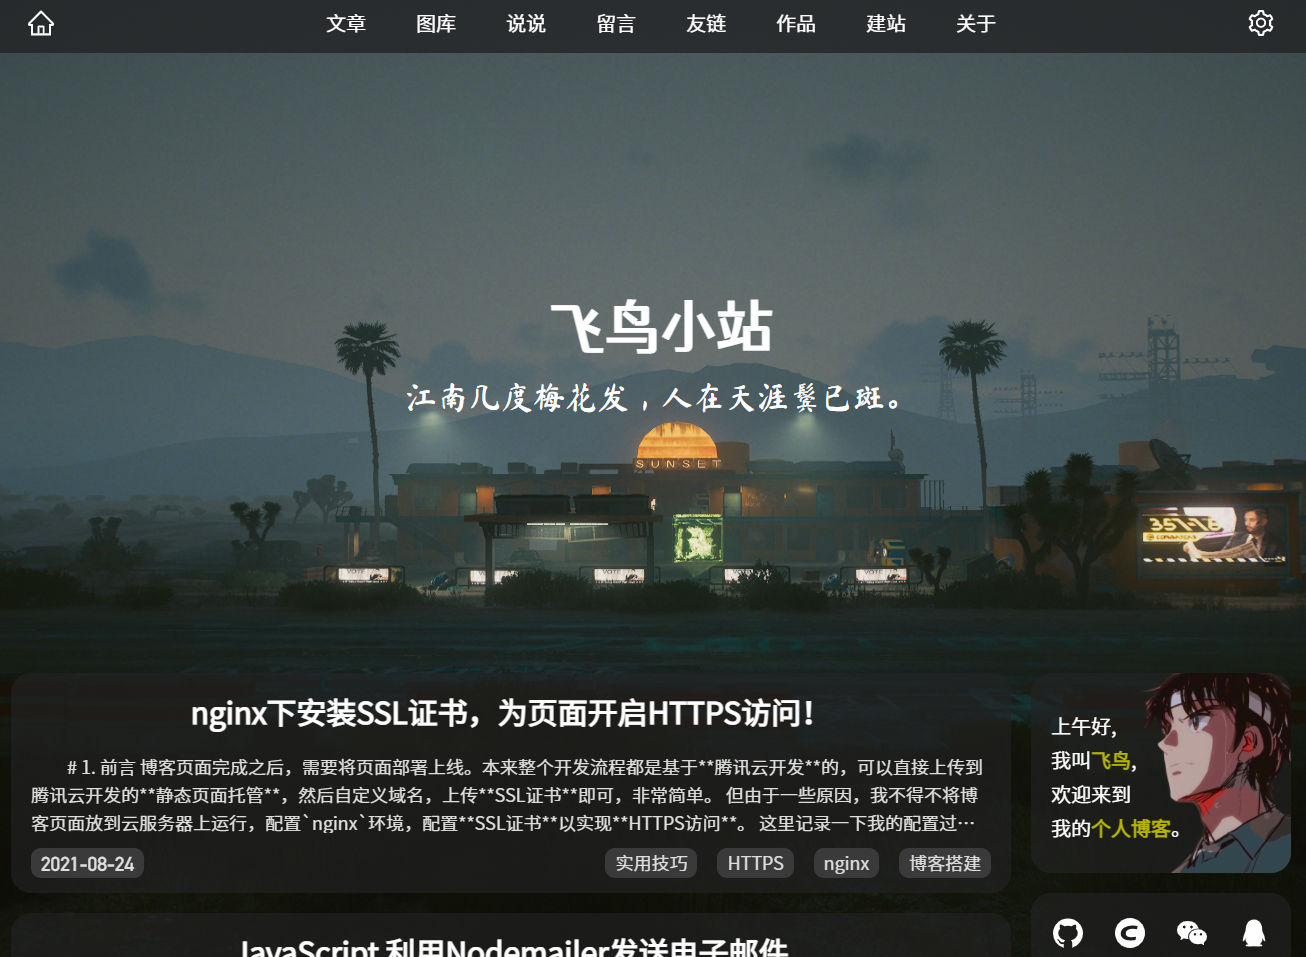 文章 图库 说说 留言 友链 作品 建站 关于
飞鸟小站
江南几度梅花发，人在天涯鬓已斑。
SUNSET
nginx下安装SSL证书，为页面开启HTTPS访问！
# 1. 前言 博客页面完成之后，需要将页面部署上线。本来整个开发流程都是基于**腾讯云开发**的，可以直接上传到
腾讯云开发的**静态页面托管**，然后自定义域名，上传**SSL证书**即可，非常简单。 但由于一些原因，我不得不将博
客页面放到云服务器上运行，配置`nginx`环境，配置**SSL证书**以实现**HTTPS访问**。 这里记录一下我的配置过…
2021-08-24 实用技巧 HTTPS nginx 博客搭建
上午好,
我叫飞鸟,
欢迎来到
我的个人博客。
JavaScript 利用Nodemailer发送电子邮件